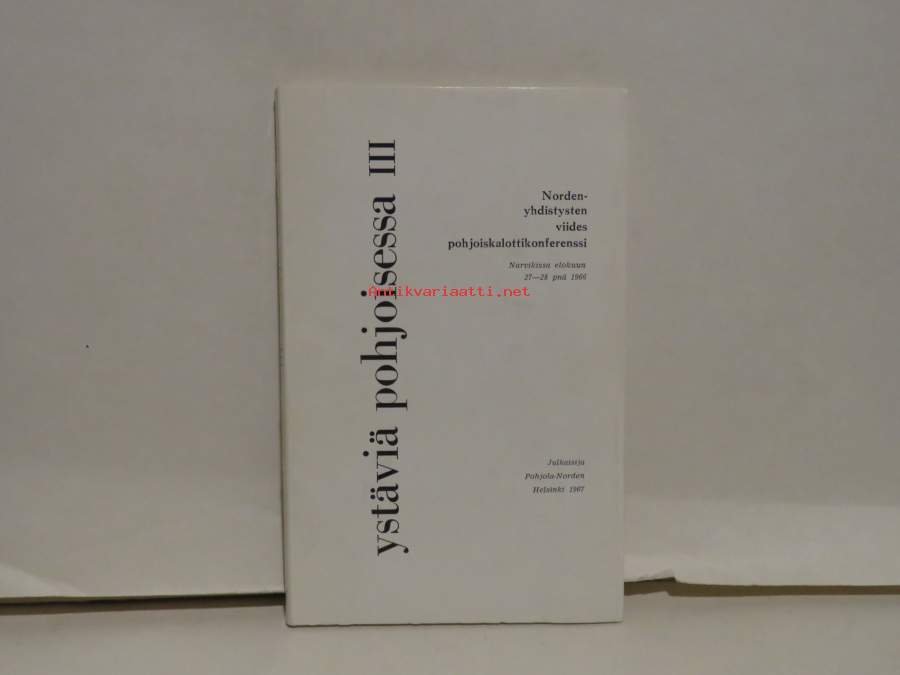 ystäviä pohjoisessa III
Norden-
yhdistysten
viides
pohjoiskalottikonferenssi
Narvikissa elokuun
27—28 pnä 1966
Antikvariaatti.net
Julkaisija
Pohjola-Norden
Helsinki 1967